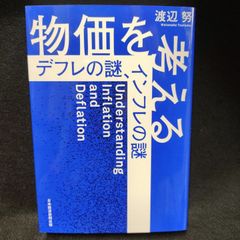 渡辺 努
Watanabe Tsutomu
物価を
考える
デフレの謎、
インフレの謎
Understanding
Inflation
and
Deflation
日本経済新聞出版